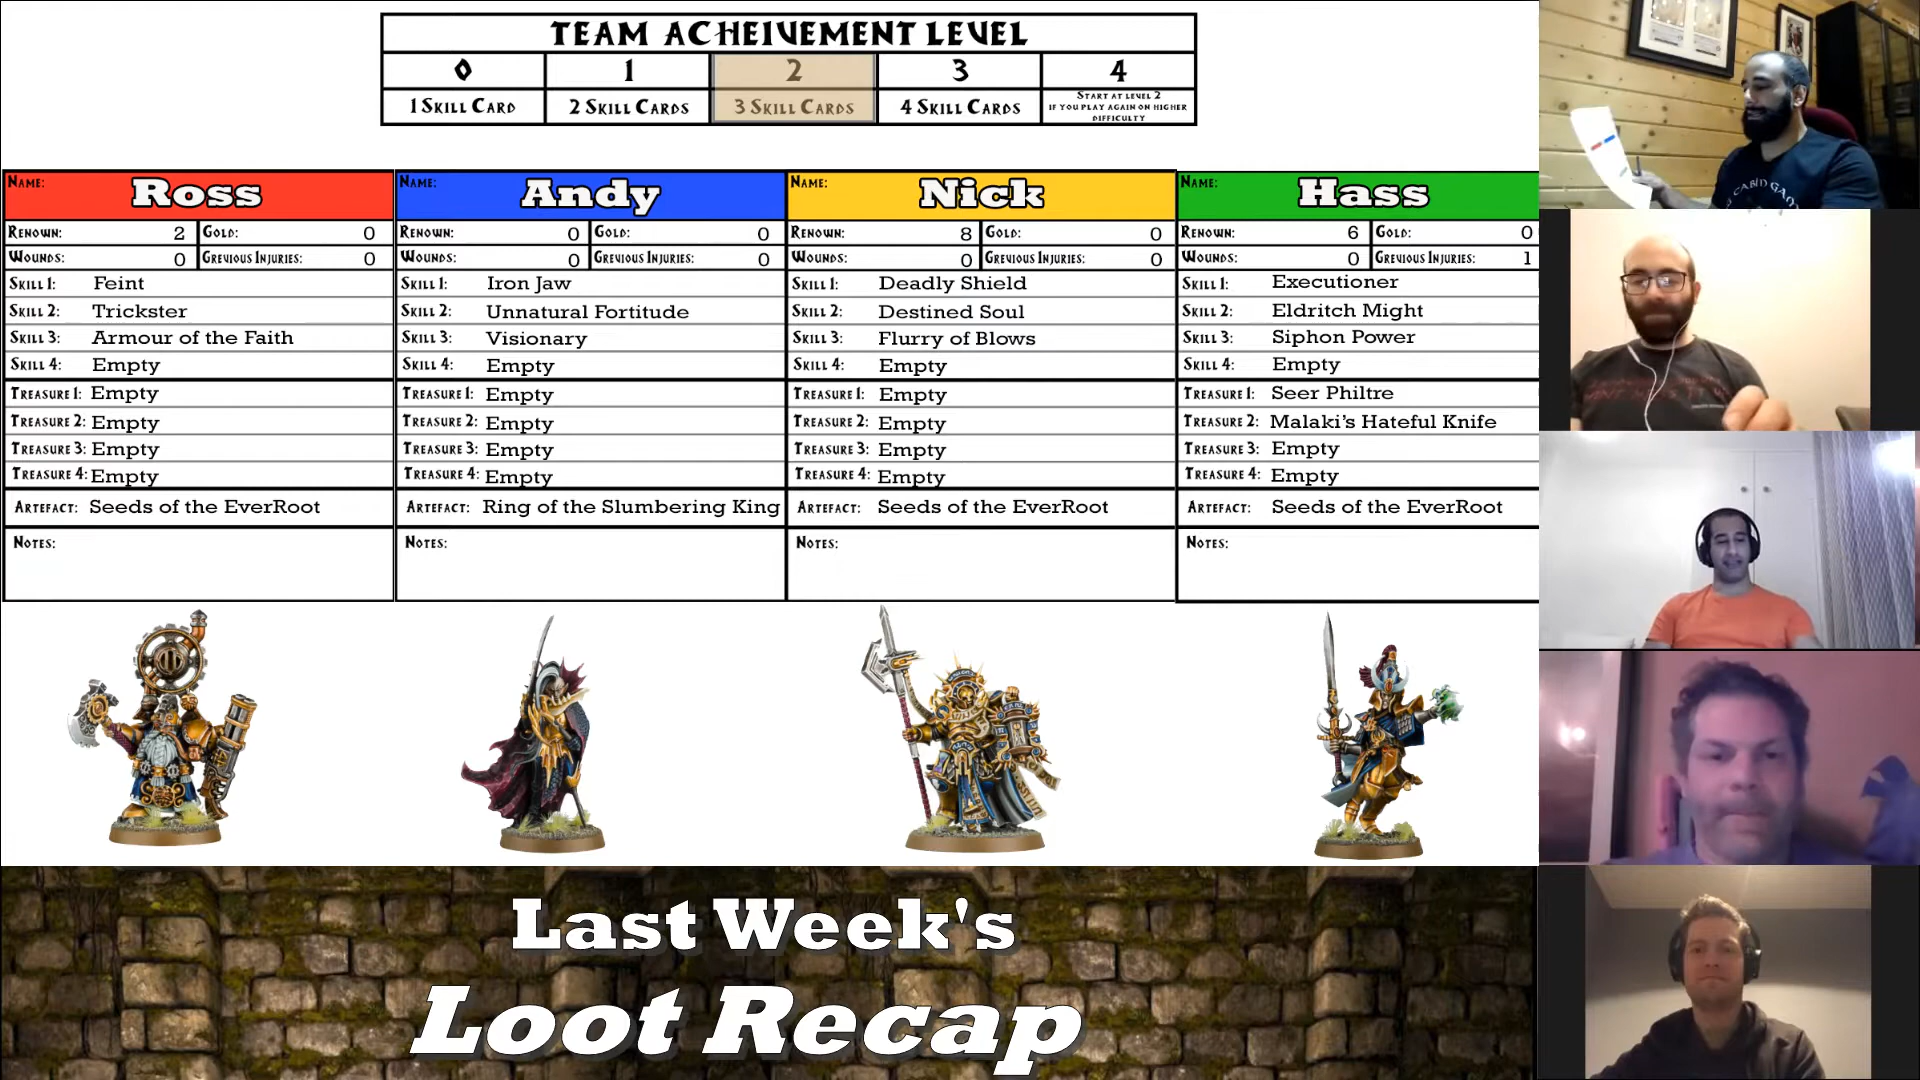 TEAM ACHEIVEMENT LEVEL
0 1 2 3 4
1 SKILL CARD 2 SKILL CARDS 3 SKILL CARDS 4 SKILL CARDS START AT LEVEL 2
IF YOU PLAY AGAIN ON HIGHER
DIFFICULTY
NAME: Ross
RENOWN: 2 GOLD: 0
WOUNDS: 0 GREVIOUS INJURIES: 0
SKILL 1: Feint
SKILL 2: Trickster
SKILL 3: Armour of the Faith
SKILL 4: Empty
TREASURE 1: Empty
TREASURE 2: Empty
TREASURE 3: Empty
TREASURE 4: Empty
ARTEFACT: Seeds of the EverRoot
NOTES:
NAME: Andy
RENOWN: 0 GOLD: 0
WOUNDS: 0 GREVIOUS INJURIES: 0
SKILL 1: Iron Jaw
SKILL 2: Unnatural Fortitude
SKILL 3: Visionary
SKILL 4: Empty
TREASURE 1: Empty
TREASURE 2: Empty
TREASURE 3: Empty
TREASURE 4: Empty
ARTEFACT: Ring of the Slumbering King
NOTES:
NAME: Nick
RENOWN: 8 GOLD: 0
WOUNDS: 0 GREVIOUS INJURIES: 0
SKILL 1: Deadly Shield
SKILL 2: Destined Soul
SKILL 3: Flurry of Blows
SKILL 4: Empty
TREASURE 1: Empty
TREASURE 2: Empty
TREASURE 3: Empty
TREASURE 4: Empty
ARTEFACT: Seeds of the EverRoot
NOTES:
NAME: Hass
RENOWN: 6 GOLD: 0
WOUNDS: 0 GREVIOUS INJURIES: 1
SKILL 1: Executioner
SKILL 2: Eldritch Might
SKILL 3: Siphon Power
SKILL 4: Empty
TREASURE 1: Seer Philtre
TREASURE 2: Malaki's Hateful Knife
TREASURE 3: Empty
TREASURE 4: Empty
ARTEFACT: Seeds of the EverRoot
NOTES:
Last Week's
Loot Recap